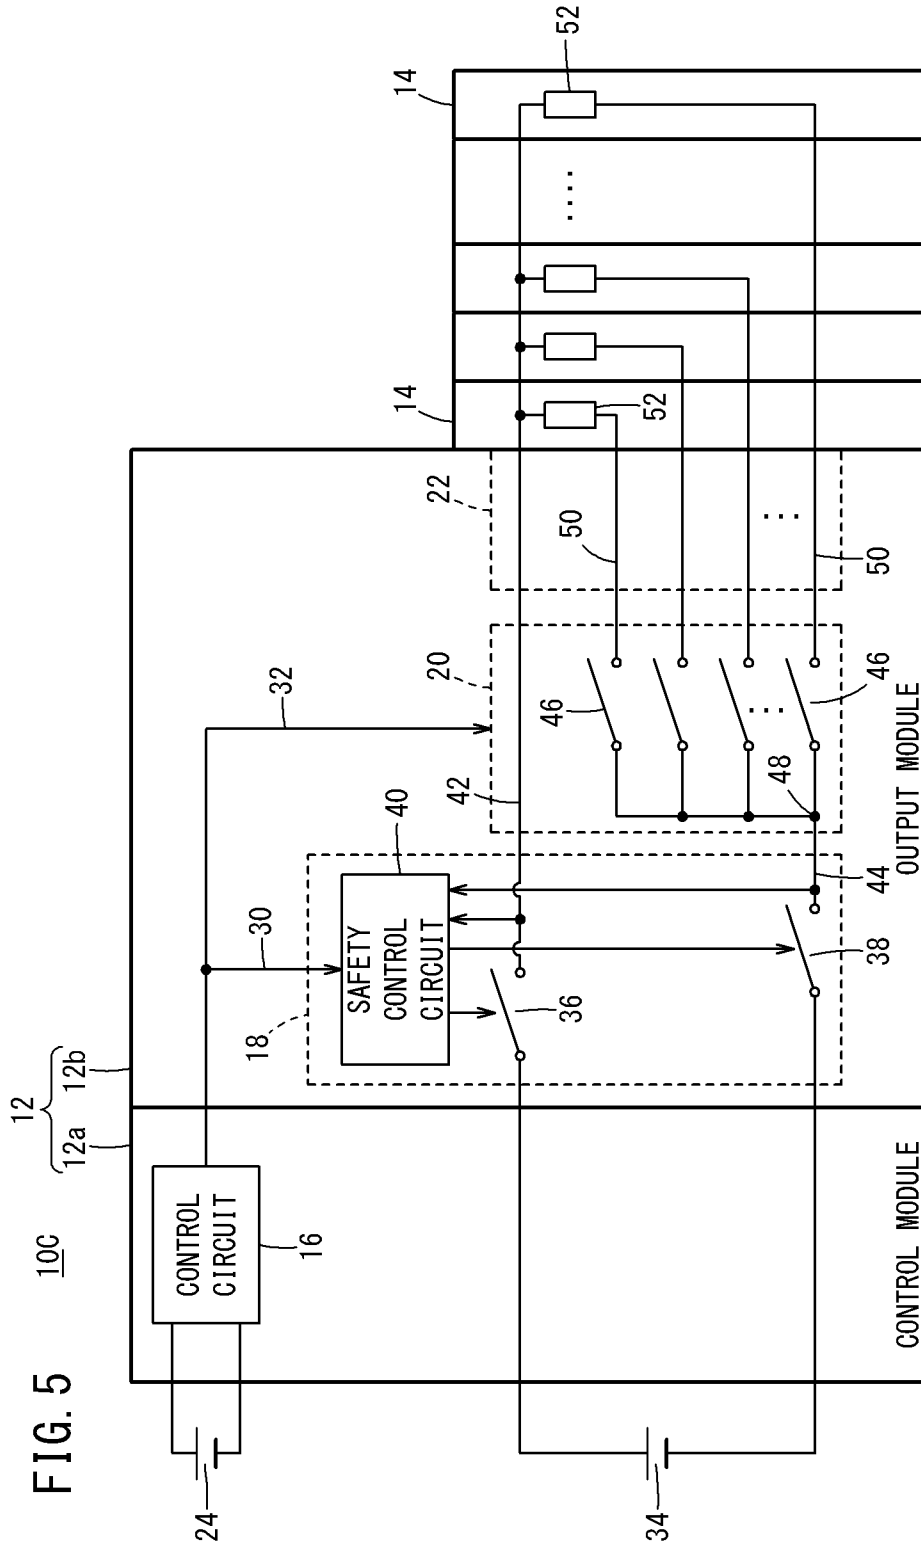 FIG. 5
10C
12
12a
12b
24
CONTROL
CIRCUIT
16
30
32
18
SAFETY
CONTROL
CIRCUIT
40
42
20
22
14
14
52
52
....
36
38
44
48
46
46
...
50
50
...
34
CONTROL MODULE
OUTPUT MODULE